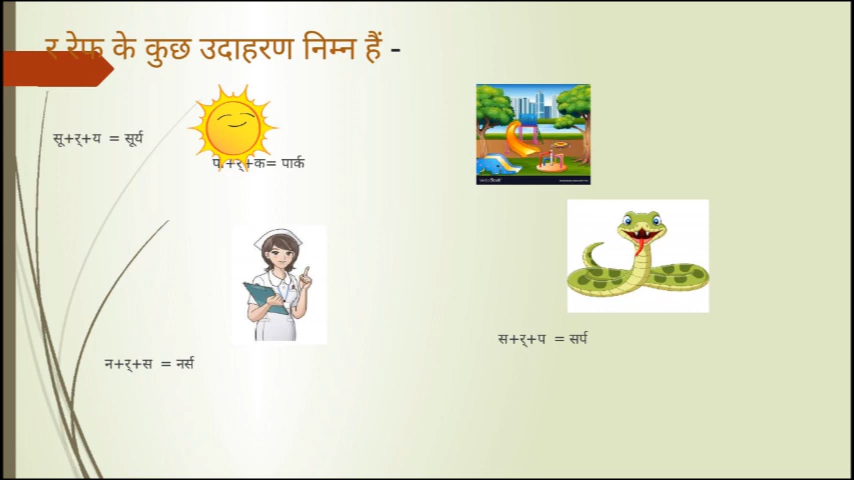 र रेफ के कुछ उदाहरण निम्न हैं -
सू+र्+य = सूर्य
प +र्+क= पार्क
न+र्+स = नर्स
स+र्+प = सर्प